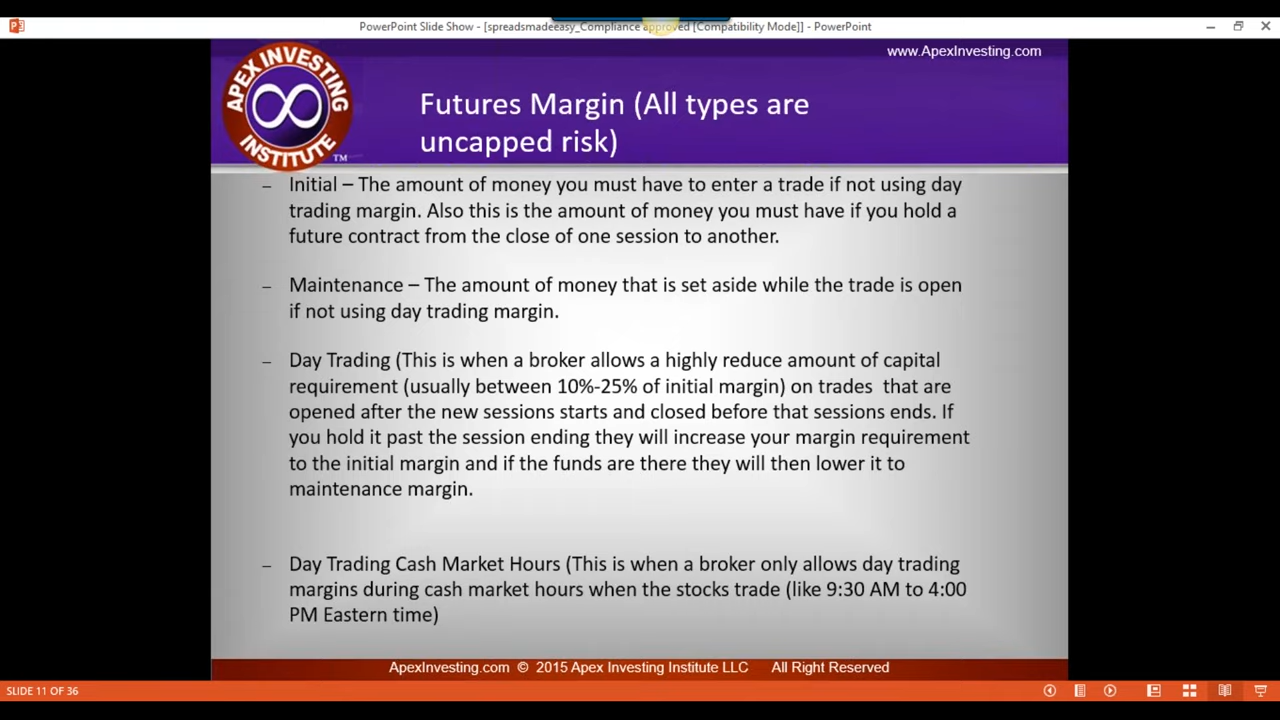 PowerPoint Slide Show - [spreadsmadeeasy_Compliance approved [Compatibility Mode]] - PowerPoint
www.ApexInvesting.com
APEX INVESTING
INSTITUTE
TM
Futures Margin (All types are
uncapped risk)
– Initial – The amount of money you must have to enter a trade if not using day
trading margin. Also this is the amount of money you must have if you hold a
future contract from the close of one session to another.
– Maintenance – The amount of money that is set aside while the trade is open
if not using day trading margin.
– Day Trading (This is when a broker allows a highly reduce amount of capital
requirement (usually between 10%-25% of initial margin) on trades  that are
opened after the new sessions starts and closed before that sessions ends. If
you hold it past the session ending they will increase your margin requirement
to the initial margin and if the funds are there they will then lower it to
maintenance margin.
– Day Trading Cash Market Hours (This is when a broker only allows day trading
margins during cash market hours when the stocks trade (like 9:30 AM to 4:00
PM Eastern time)
ApexInvesting.com © 2015 Apex Investing Institute LLC All Right Reserved
SLIDE 11 OF 36